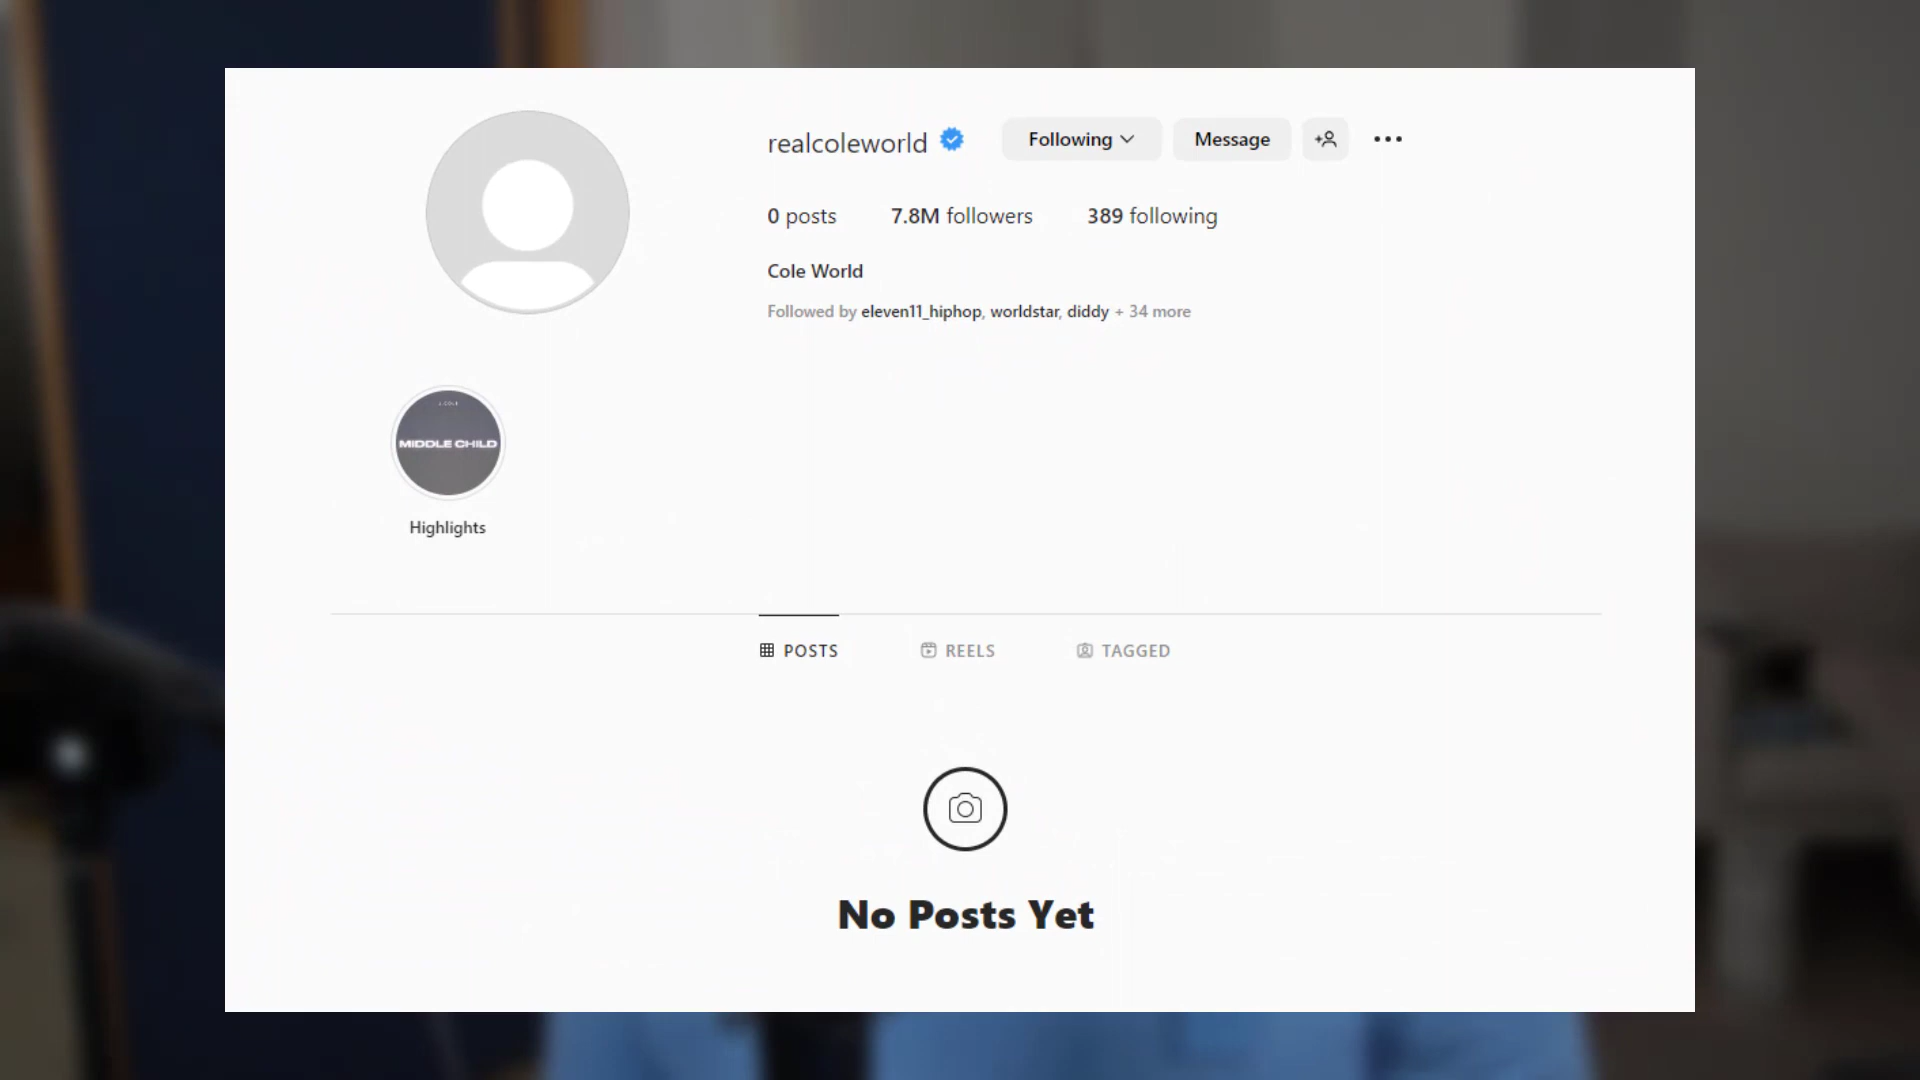 realcoleworld
Following
Message
0 posts
7.8M followers
389 following
Cole World
Followed by eleven11_hiphop, worldstar, diddy + 34 more
J. COLE
MIDDLE CHILD
Highlights
POSTS
REELS
TAGGED
No Posts Yet